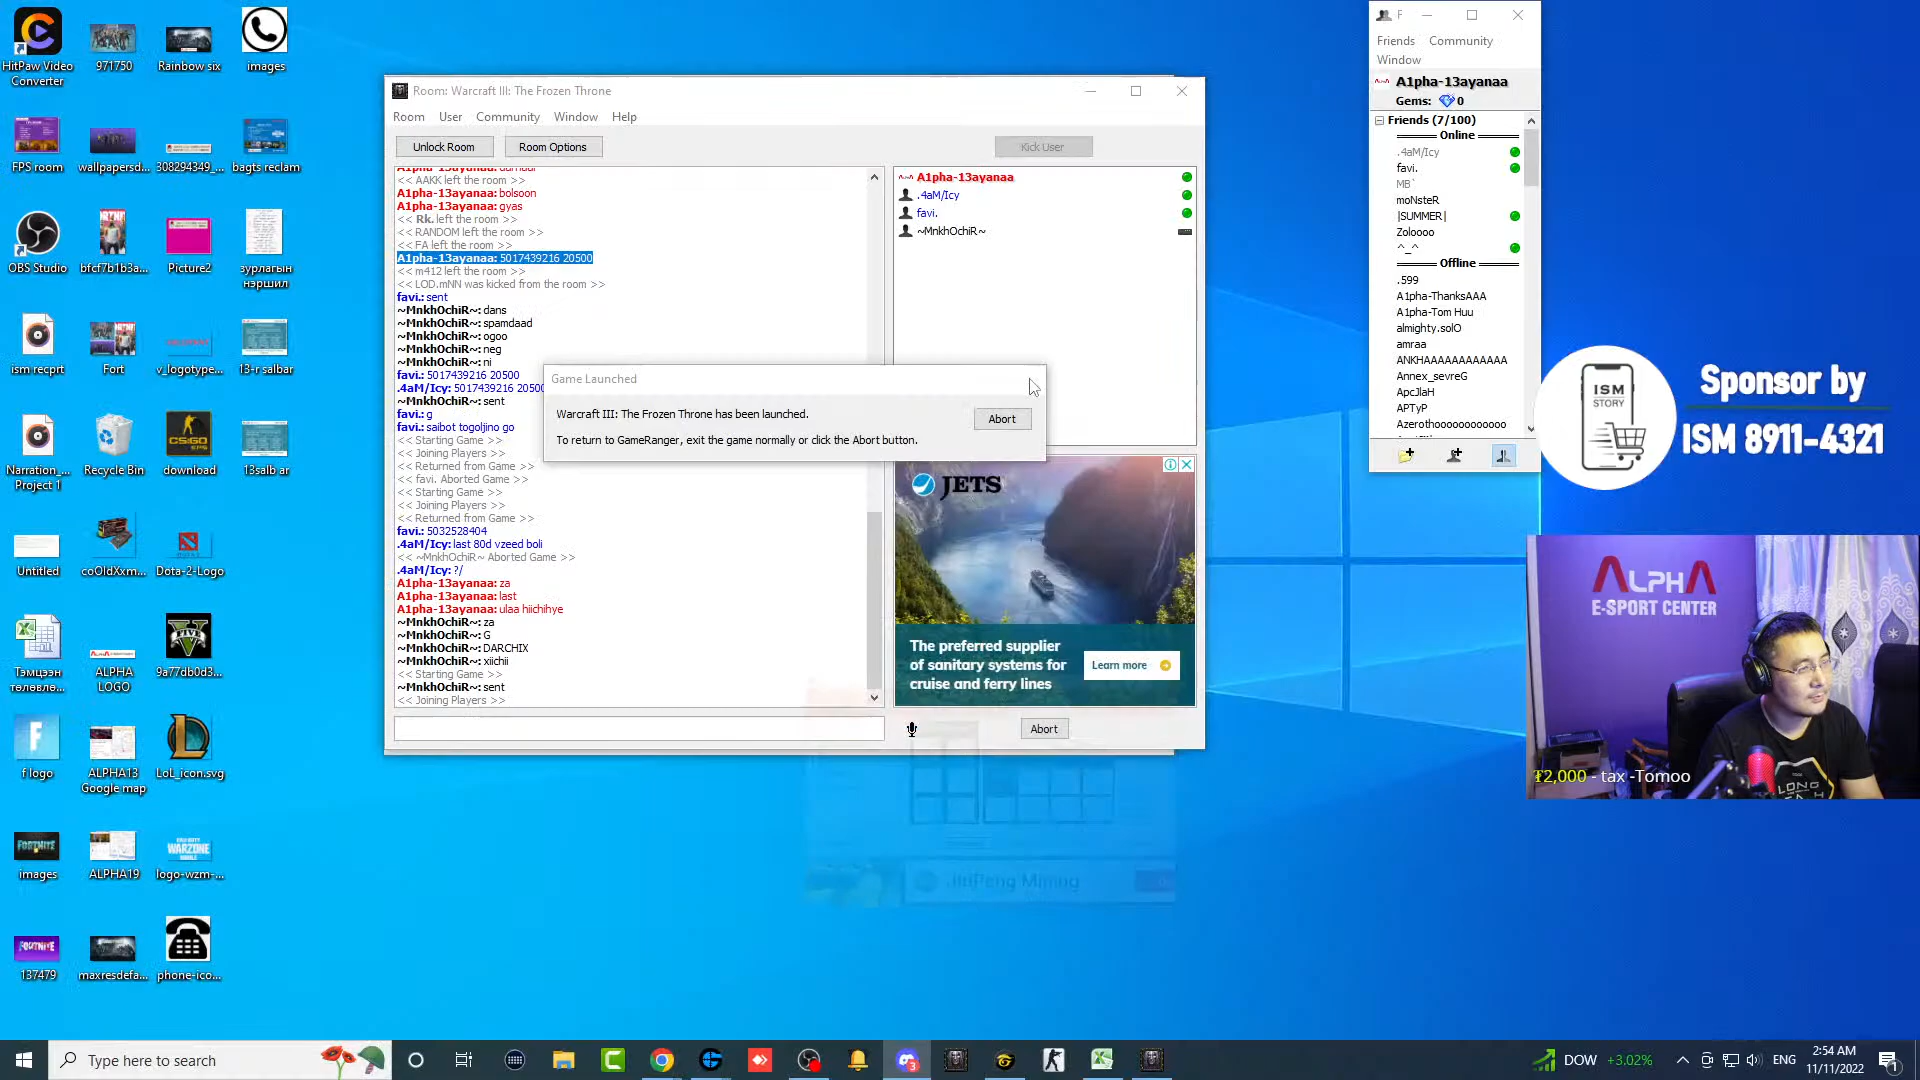 HitPaw Video
Converter
971750
Rainbow six
images
FPS room
wallpapersd...
308294349_...
bagts reclam
OBS Studio
bfcf7b1b3a...
Picture2
зурлагын
нэршил
ism recprt
Fort
v_logotype...
13-r salbar
Narration_...
Project 1
Recycle Bin
download
13salb ar
Untitled
coOldXxm...
Dota-2-Logo
Тэмцээн
төлөвлө...
ALPHA
LOGO
9a77db0d3...
f logo
ALPHA13
Google map
LoL_icon.svg
images
ALPHA19
logo-wzm-...
137479
maxresdefa...
phone-ico...
Room: Warcraft III: The Frozen Throne
Room User Community Window Help
Unlock Room
Room Options
Kick User
<< AAKK left the room >>
A1pha-13ayanaa: bolsoon
A1pha-13ayanaa: gyas
<< Rk. left the room >>
<< RANDOM left the room >>
<< FA left the room >>
A1pha-13ayanaa: 5017439216 20500
<< m412 left the room >>
<< LOD.mNN was kicked from the room >>
favi.: sent
~MnkhOchiR~: dans
~MnkhOchiR~: spamdaad
~MnkhOchiR~: ogoo
~MnkhOchiR~: neg
~MnkhOchiR~: ni
favi.: 5017439216 20500
.4aM/Icy: 5017439216 20500
~MnkhOchiR~: sent
favi.: g
favi.: saibot togoljino go
<< Starting Game >>
<< Joining Players >>
<< Returned from Game >>
<< favi. Aborted Game >>
<< Starting Game >>
<< Joining Players >>
<< Returned from Game >>
favi.: 5032528404
.4aM/Icy: last 80d vzeed boli
<< ~MnkhOchiR~ Aborted Game >>
.4aM/Icy: ?/
A1pha-13ayanaa: za
A1pha-13ayanaa: last
A1pha-13ayanaa: ulaa hiichihye
~MnkhOchiR~: za
~MnkhOchiR~: G
~MnkhOchiR~: DARCHIX
~MnkhOchiR~: xiichii
<< Starting Game >>
~MnkhOchiR~: sent
<< Joining Players >>
A1pha-13ayanaa
.4aM/Icy
favi.
~MnkhOchiR~
Game Launched
Warcraft III: The Frozen Throne has been launched.
Abort
To return to GameRanger, exit the game normally or click the Abort button.
JETS
The preferred supplier
of sanitary systems for
cruise and ferry lines
Learn more
Abort
JinPeng Mining
F
Friends Community
Window
A1pha-13ayanaa
Gems: 0
Friends (7/100)
Online
.4aM/Icy
favi.
MB`
moNsteR
|SUMMER|
Zoloooo
^_^
Offline
.599
A1pha-ThanksAAA
A1pha-Tom Huu
almighty.solO
amraa
ANKHAAAAAAAAAAAA
Annex_sevreG
ApcJlaH
APTyP
Azerothoooooooooooo
ISM
STORY
Sponsor by
ISM 8911-4321
ALPHA
E-SPORT CENTER
₮2,000 - tax -Tomoo
Type here to search
DOW +3.02%
ENG
2:54 AM
11/11/2022